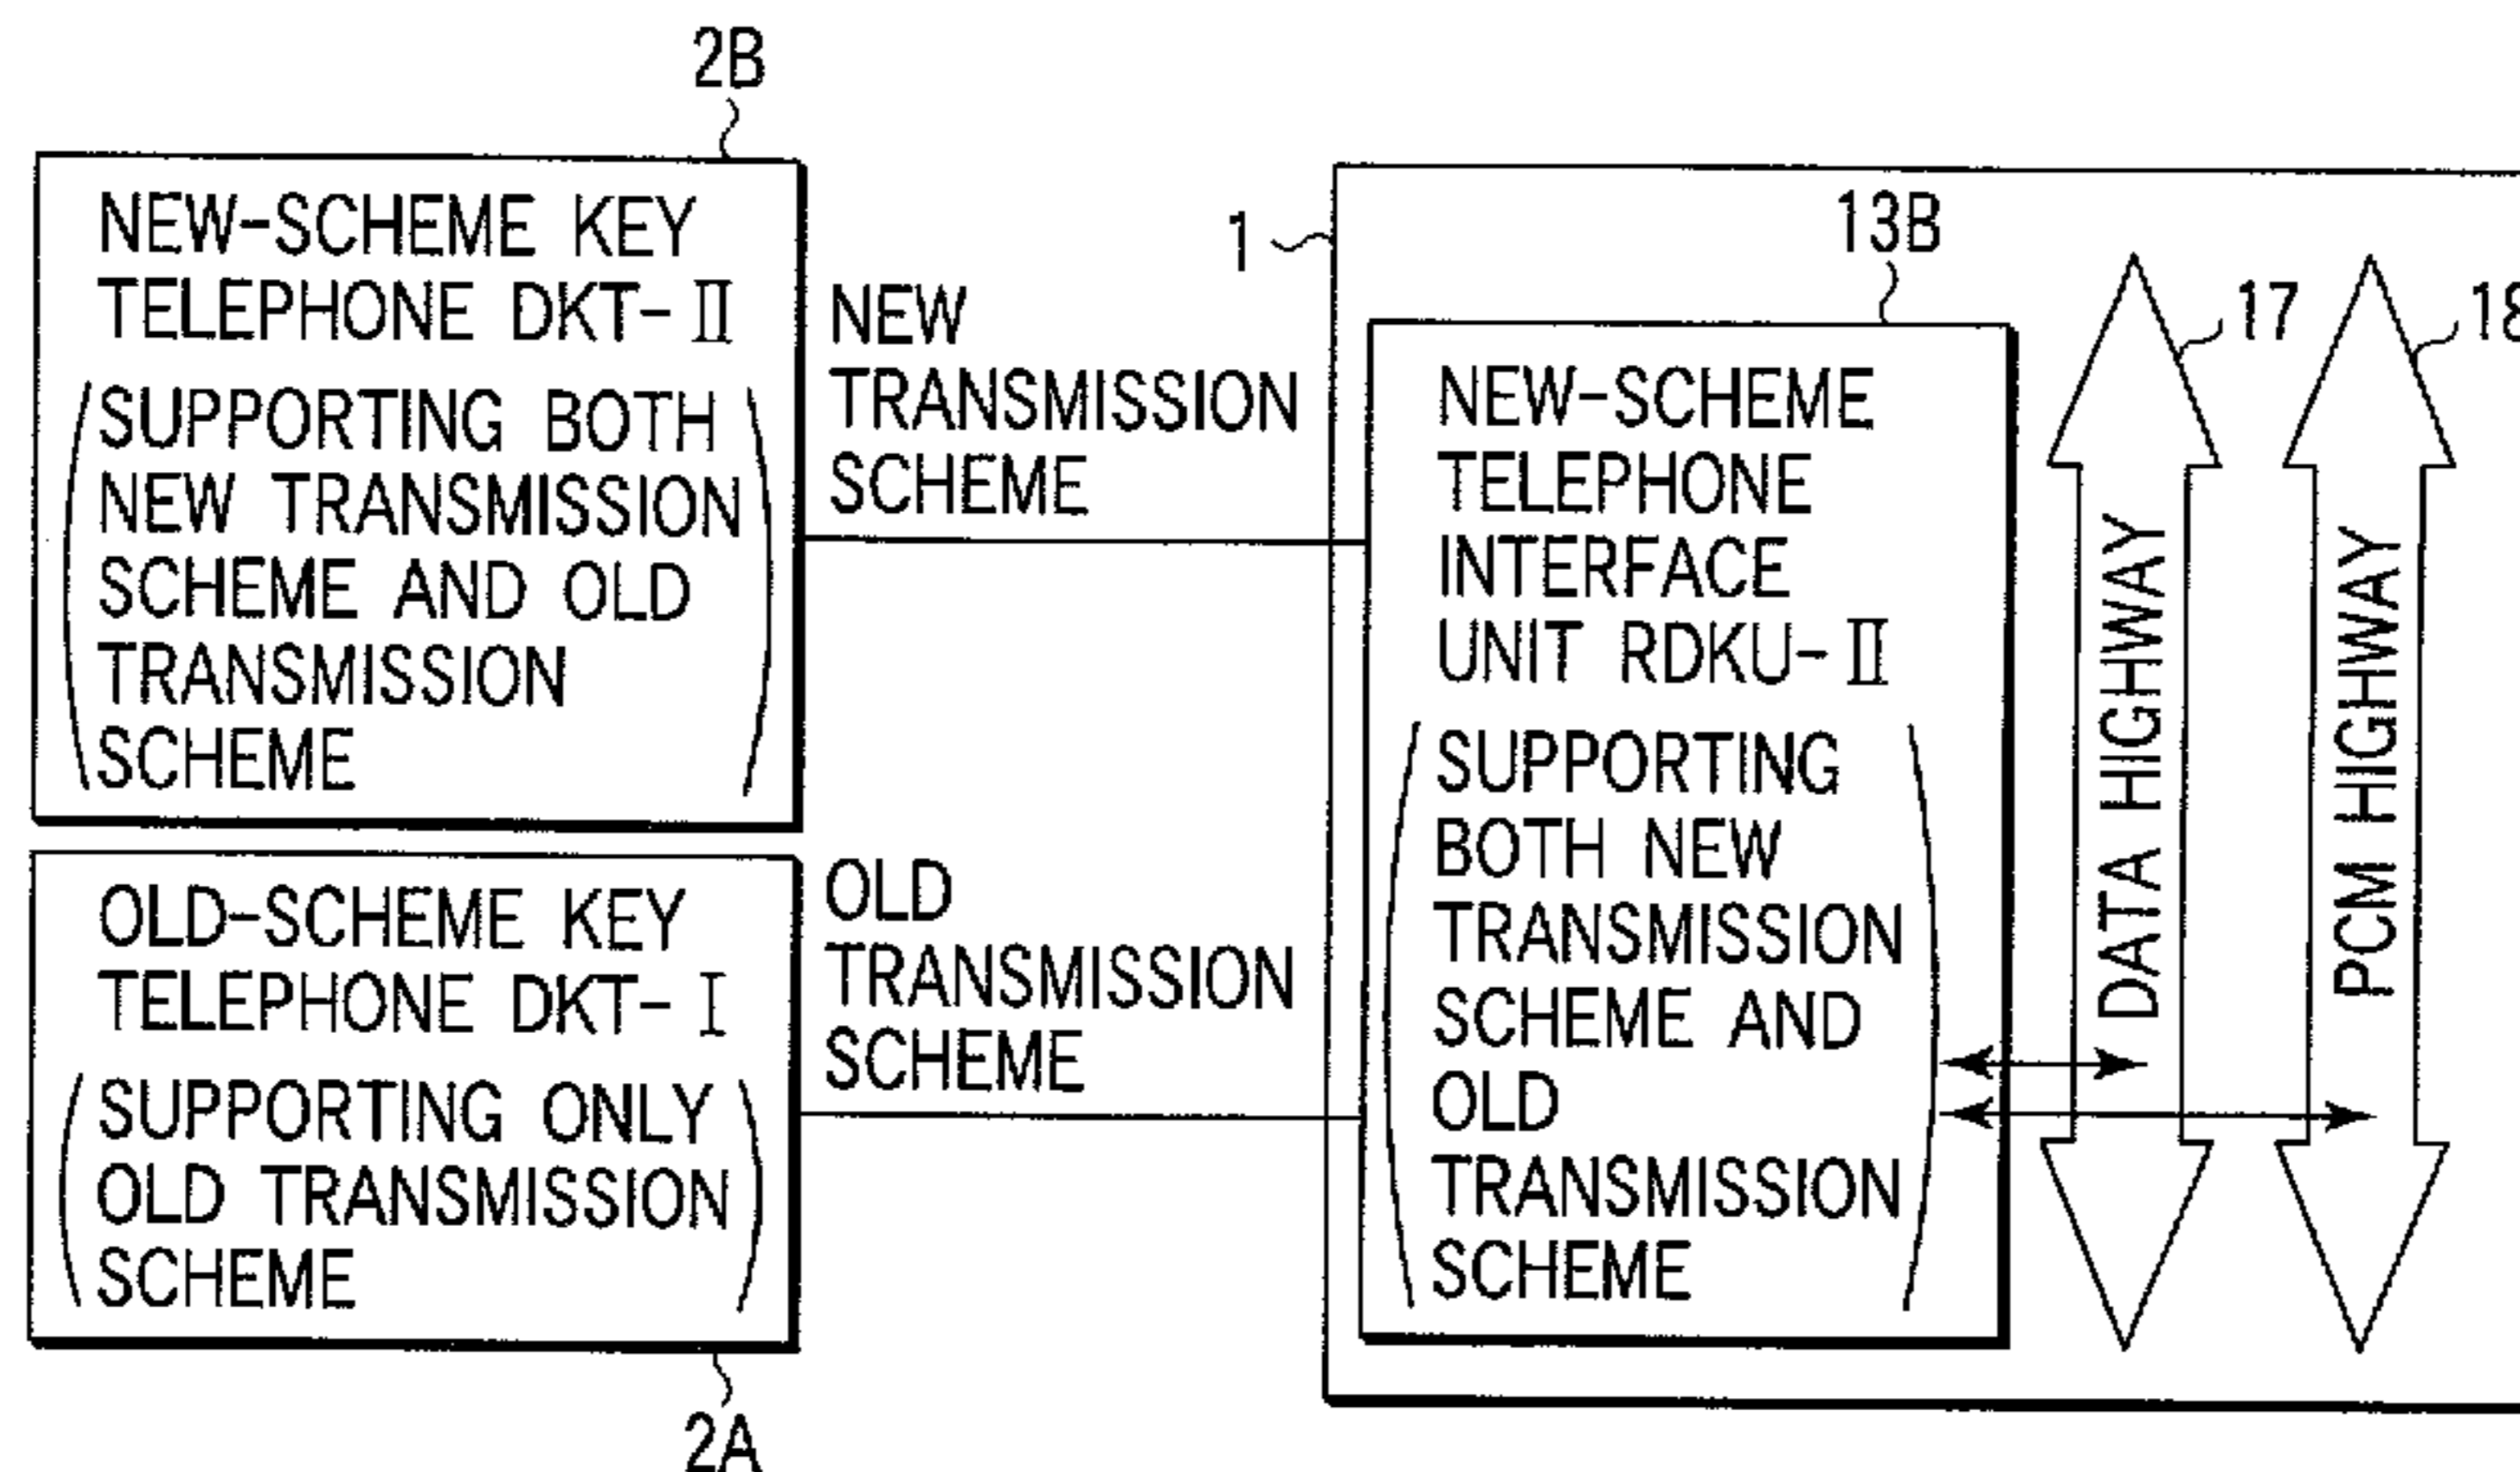 2B
NEW-SCHEME KEY
TELEPHONE DKT-II
(SUPPORTING BOTH
NEW TRANSMISSION
SCHEME AND OLD
TRANSMISSION
SCHEME)
NEW
TRANSMISSION
SCHEME
OLD-SCHEME KEY
TELEPHONE DKT-I
(SUPPORTING ONLY
OLD TRANSMISSION
SCHEME)
2A
OLD
TRANSMISSION
SCHEME
1
13B
NEW-SCHEME
TELEPHONE
INTERFACE
UNIT RDKU-II
(SUPPORTING
BOTH NEW
TRANSMISSION
SCHEME AND
OLD
TRANSMISSION
SCHEME)
17
DATA HIGHWAY
18
PCM HIGHWAY